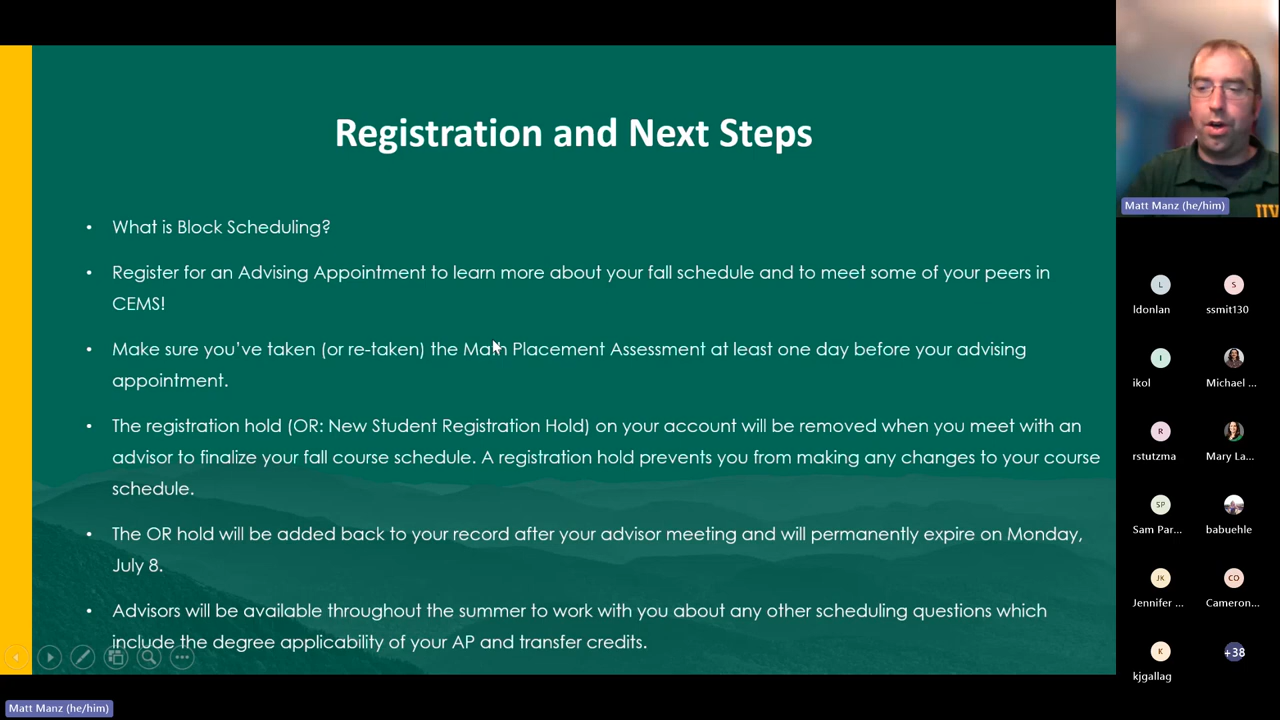 Registration and Next Steps
• What is Block Scheduling?
• Register for an Advising Appointment to learn more about your fall schedule and to meet some of your peers in
CEMS!
• Make sure you’ve taken (or re-taken) the Math Placement Assessment at least one day before your advising
appointment.
• The registration hold (OR: New Student Registration Hold) on your account will be removed when you meet with an
advisor to finalize your fall course schedule. A registration hold prevents you from making any changes to your course
schedule.
• The OR hold will be added back to your record after your advisor meeting and will permanently expire on Monday,
July 8.
• Advisors will be available throughout the summer to work with you about any other scheduling questions which
include the degree applicability of your AP and transfer credits.
Matt Manz (he/him)
L
S
ldonlan
ssmit130
I
ikol
Michael ...
R
rstutzma
Mary La...
SP
Sam Par...
babuehle
JK
CO
Jennifer ...
Cameron...
K
+38
kjgallag
Matt Manz (he/him)